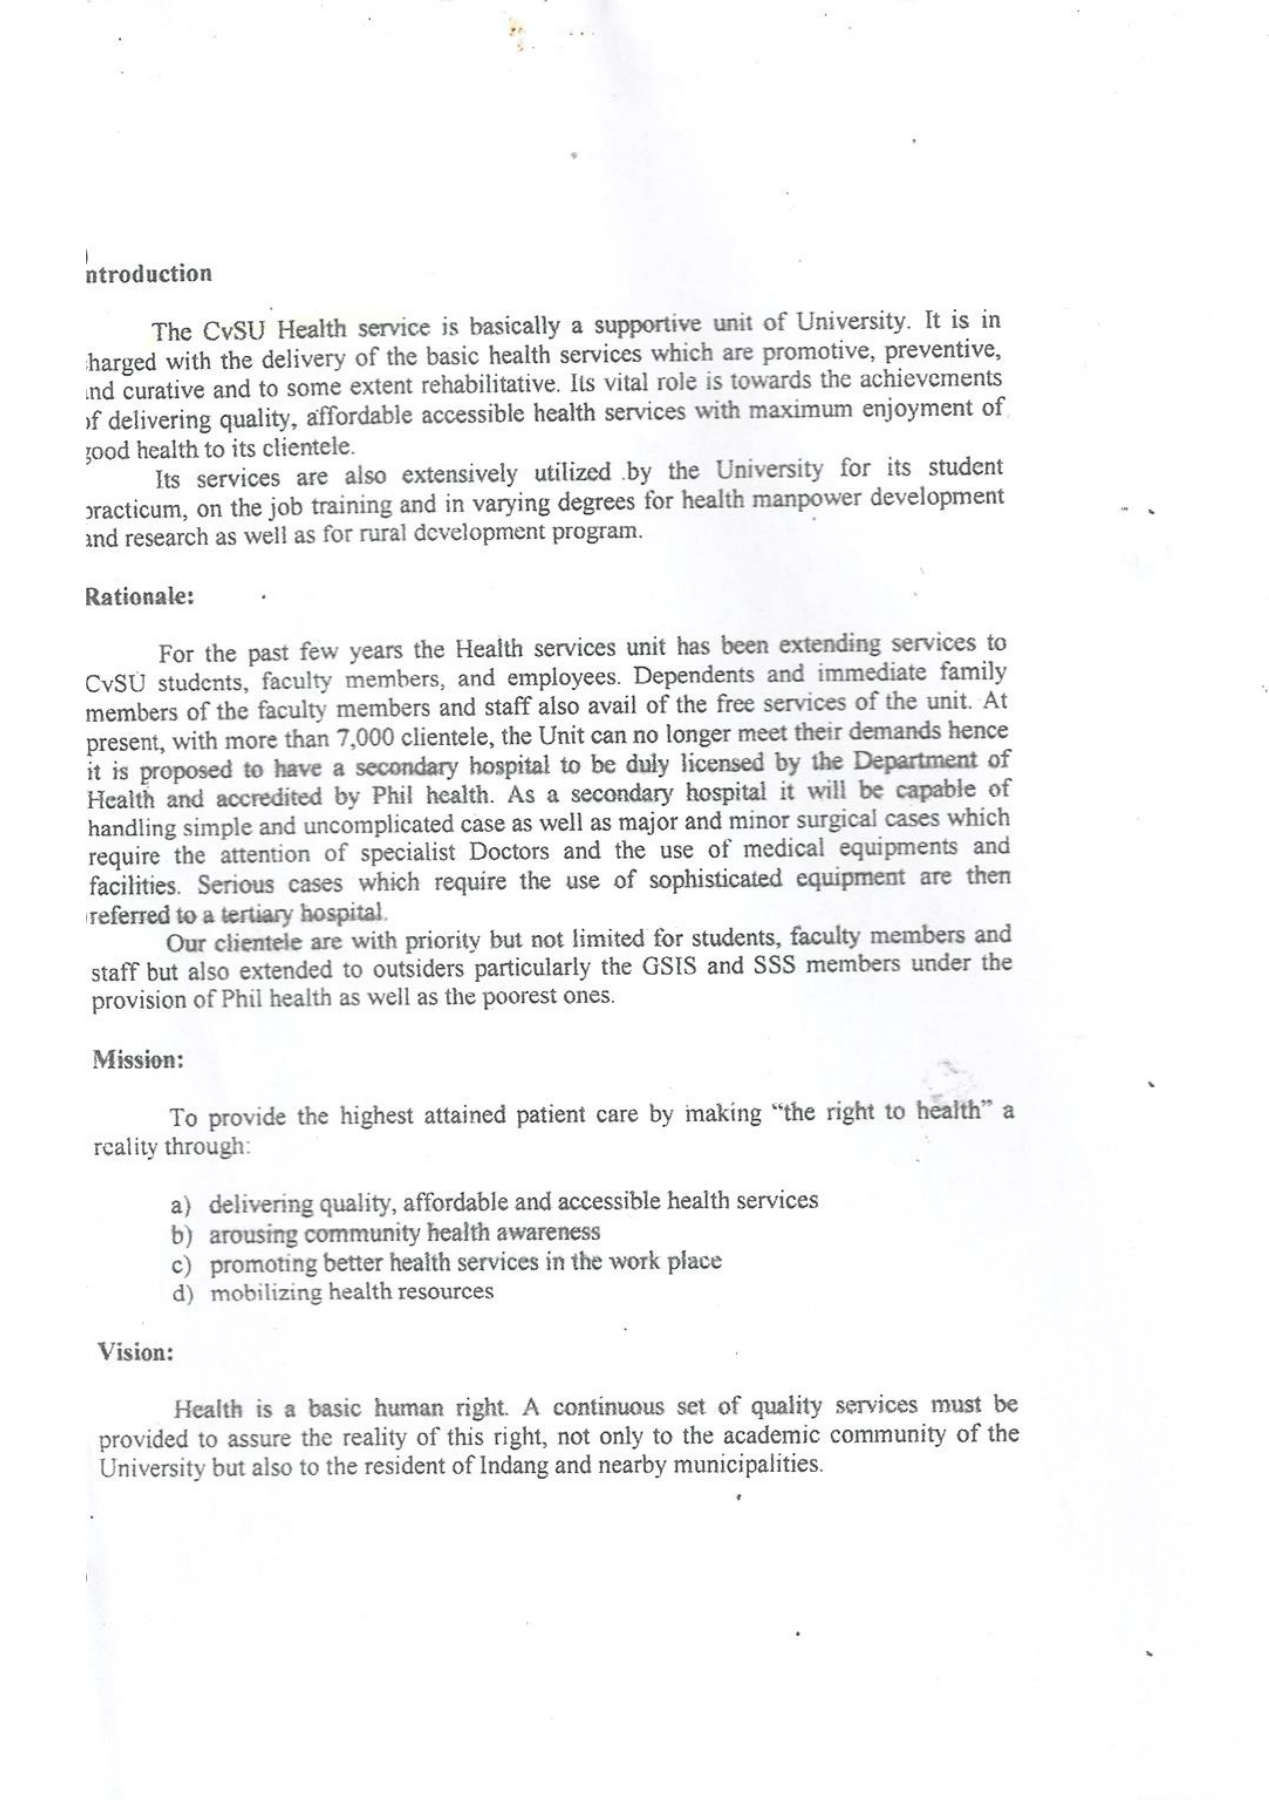 ntroduction
The CvSU Health service is basically a supportive unit of University. It is in
harged with the delivery of the basic health services which are promotive, preventive,
nd curative and to some extent rehabilitative. Its vital role is towards the achievements
of delivering quality, affordable accessible health services with maximum enjoyment of
good health to its clientele.
Its services are also extensively utilized by the University for its student
practicum, on the job training and in varying degrees for health manpower development
and research as well as for rural development program.
Rationale:
For the past few years the Health services unit has been extending services to
CvSU students, faculty members, and employees. Dependents and immediate family
members of the faculty members and staff also avail of the free services of the unit. At
present, with more than 7,000 clientele, the Unit can no longer meet their demands hence
it is proposed to have a secondary hospital to be duly licensed by the Department of
Health and accredited by Phil health. As a secondary hospital it will be capable of
handling simple and uncomplicated case as well as major and minor surgical cases which
require the attention of specialist Doctors and the use of medical equipments and
facilities. Serious cases which require the use of sophisticated equipment are then
referred to a tertiary hospital.
Our clientele are with priority but not limited for students, faculty members and
staff but also extended to outsiders particularly the GSIS and SSS members under the
provision of Phil health as well as the poorest ones.
Mission:
To provide the highest attained patient care by making “the right to health” a
reality through:
a) delivering quality, affordable and accessible health services
b) arousing community health awareness
c) promoting better health services in the work place
d) mobilizing health resources
Vision:
Health is a basic human right. A continuous set of quality services must be
provided to assure the reality of this right, not only to the academic community of the
University but also to the resident of Indang and nearby municipalities.